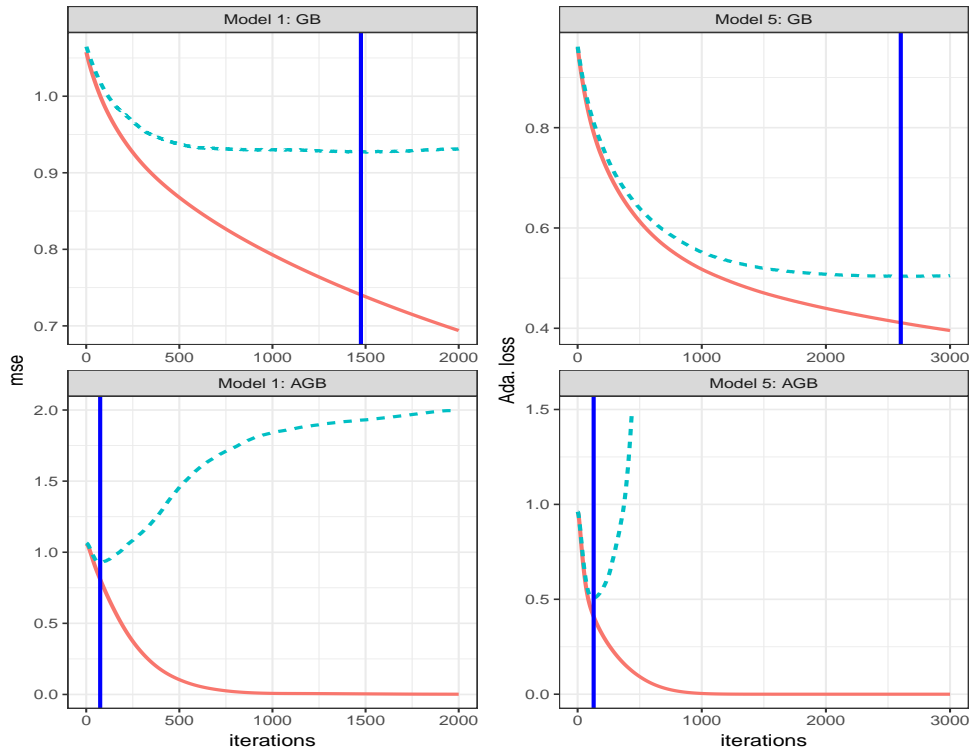 Model 1: GB
1.0
0.9
0.8
0.7
0 500 1000 1500 2000
mse
Model 1: AGB
2.0
1.5
1.0
0.5
0.0
0 500 1000 1500 2000
iterations
Model 5: GB
0.8
0.6
0.4
0 1000 2000 3000
Ada. loss
Model 5: AGB
1.5
1.0
0.5
0.0
0 1000 2000 3000
iterations